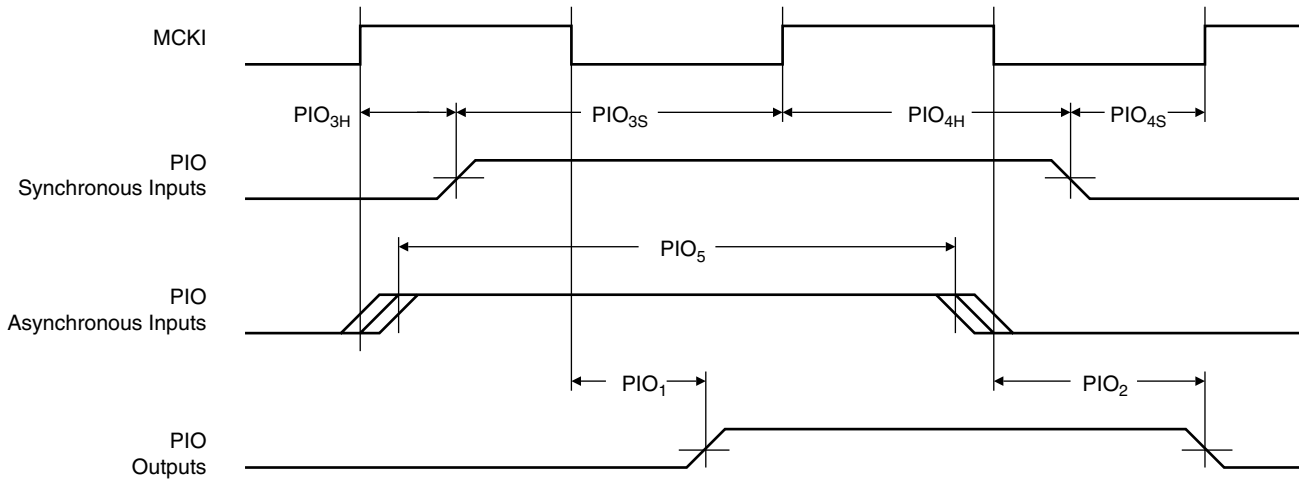 MCKI
PIO3H
PIO3S
PIO4H
PIO4S
PIO
Synchronous Inputs
PIO5
PIO
Asynchronous Inputs
PIO1
PIO2
PIO
Outputs